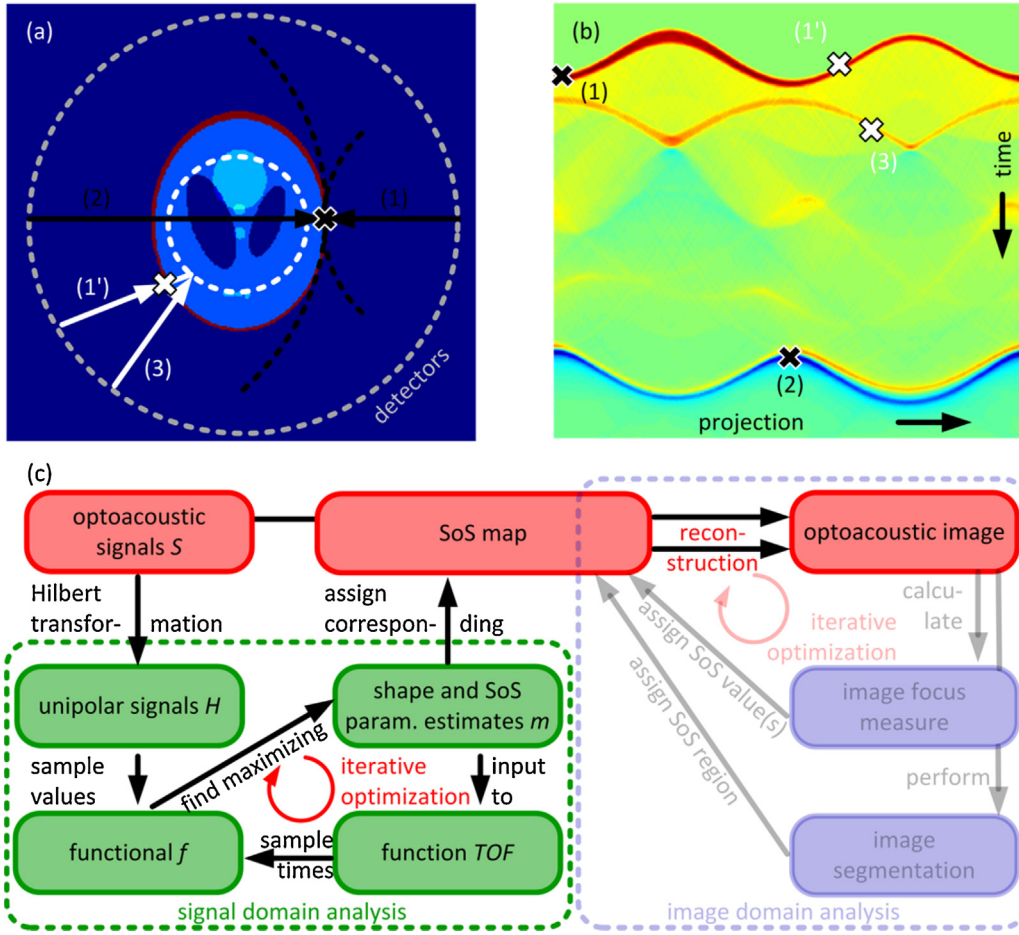 (a)
(2)
(1)
(1')
(3)
detectors
(b)
(1')
(1)
(3)
time
(2)
projection
(c)
optoacoustic
signals S
SoS map
optoacoustic image
recon-
struction
Hilbert
transfor-
mation
assign
correspon-
ding
calcu-
late
iterative
optimization
assign SoS value(s)
assign SoS region
unipolar signals H
shape and SoS
param. estimates m
image focus
measure
sample
values
find maximizing
iterative
optimization
input
to
perform
functional f
sample
times
function TOF
image
segmentation
signal domain analysis
image domain analysis